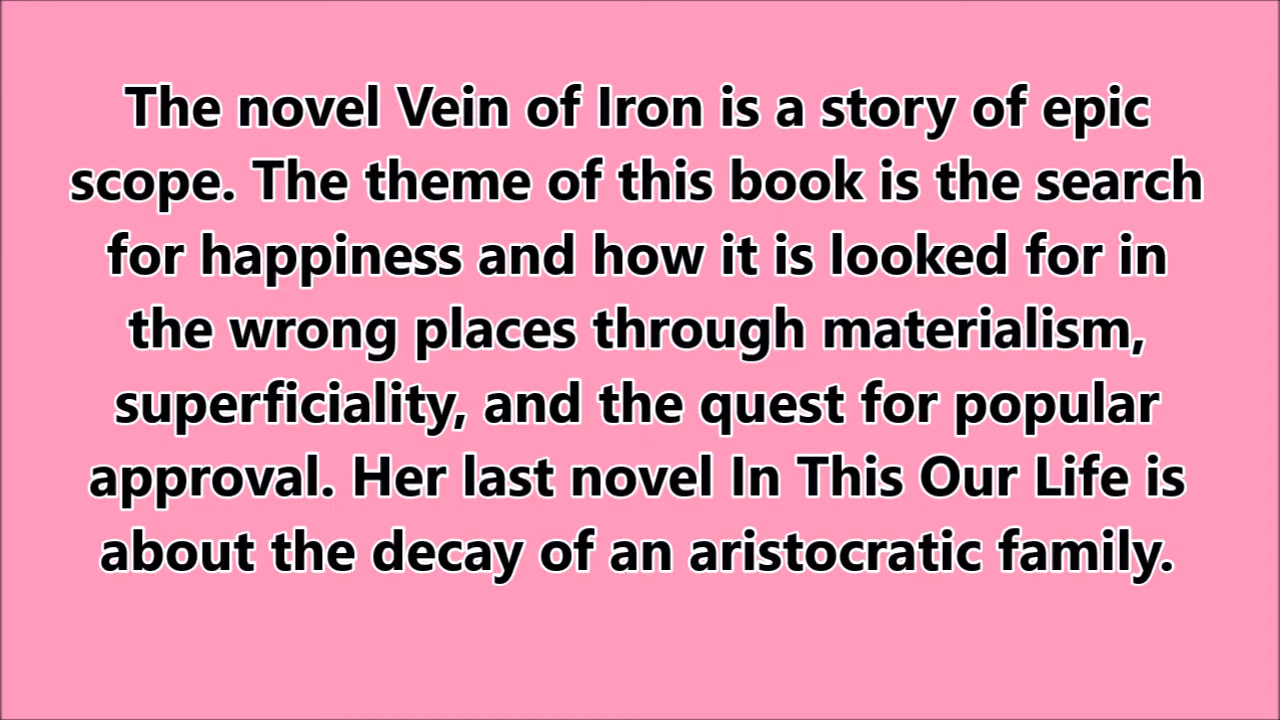 The novel Vein of Iron is a story of epic
scope. The theme of this book is the search
for happiness and how it is looked for in
the wrong places through materialism,
superficiality, and the quest for popular
approval. Her last novel In This Our Life is
about the decay of an aristocratic family.